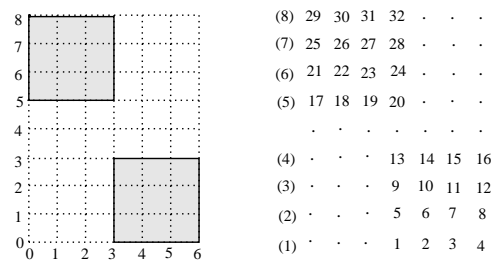 8
7
6
5
4
3
2
1
0
0 1 2 3 4 5 6
(8) 29 30 31 32 · · ·
(7) 25 26 27 28 · · ·
(6) 21 22 23 24 · · ·
(5) 17 18 19 20 · · ·
· · · · · · ·
(4) · · · 13 14 15 16
(3) · · · 9 10 11 12
(2) · · · 5 6 7 8
(1) · · · 1 2 3 4